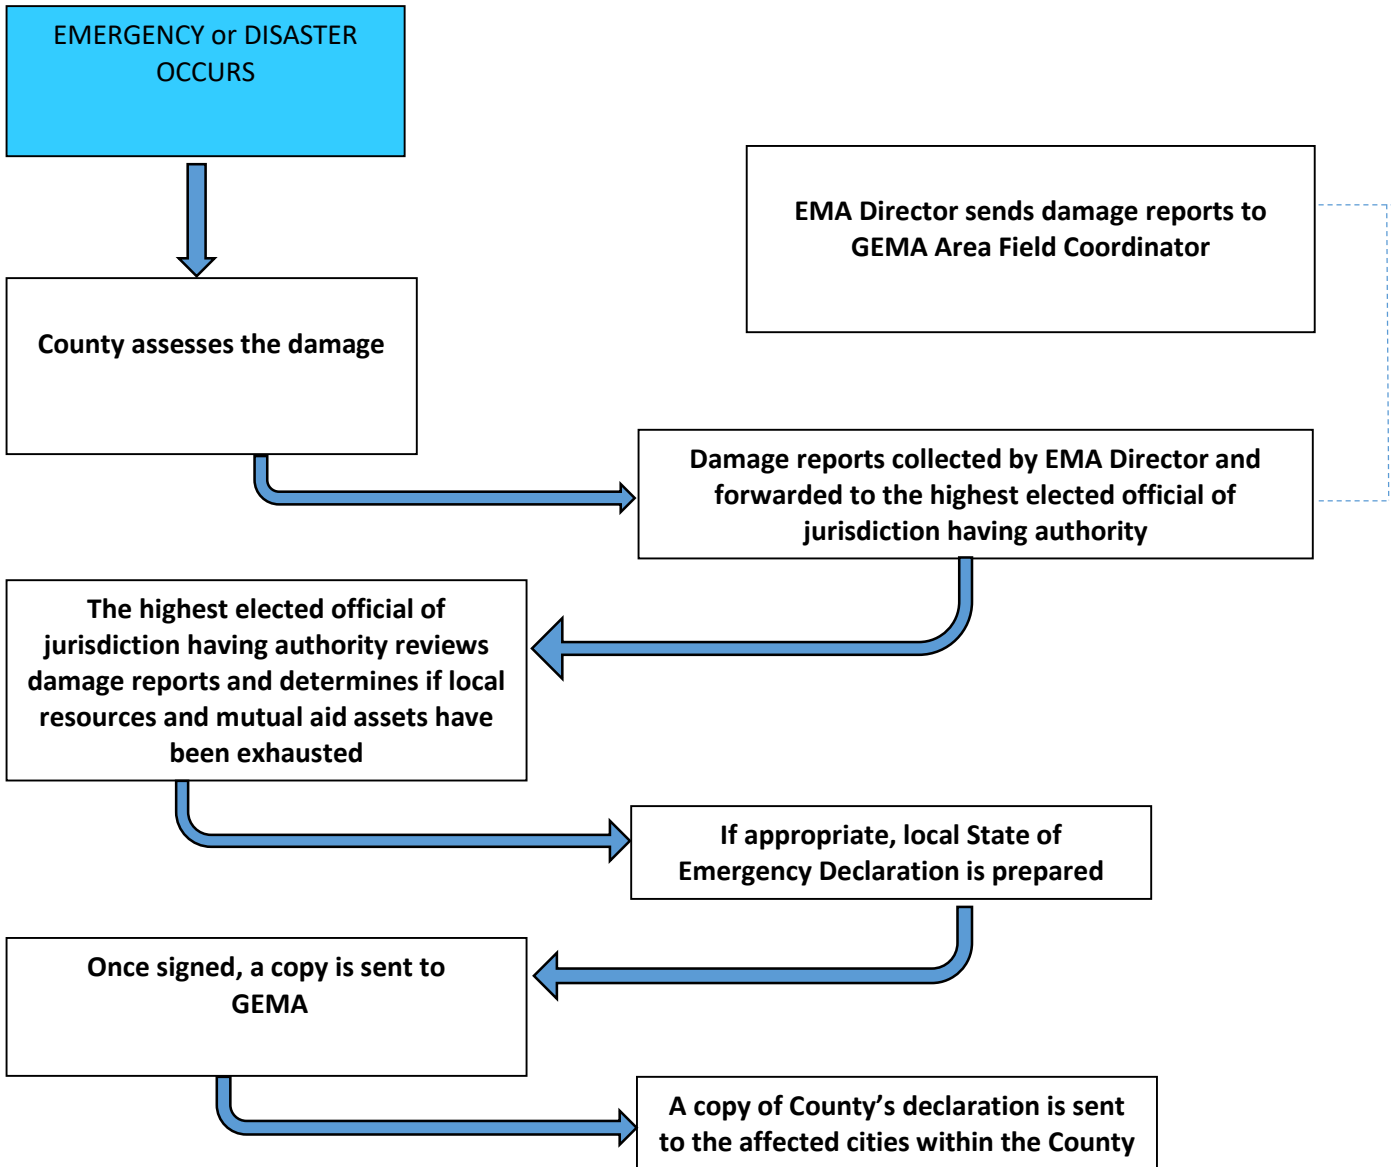 EMERGENCY or DISASTER
OCCURS
EMA Director sends damage reports to
GEMA Area Field Coordinator
County assesses the damage
Damage reports collected by EMA Director and
forwarded to the highest elected official of
jurisdiction having authority
The highest elected official of
jurisdiction having authority reviews
damage reports and determines if local
resources and mutual aid assets have
been exhausted
If appropriate, local State of
Emergency Declaration is prepared
Once signed, a copy is sent to
GEMA
A copy of County’s declaration is sent
to the affected cities within the County